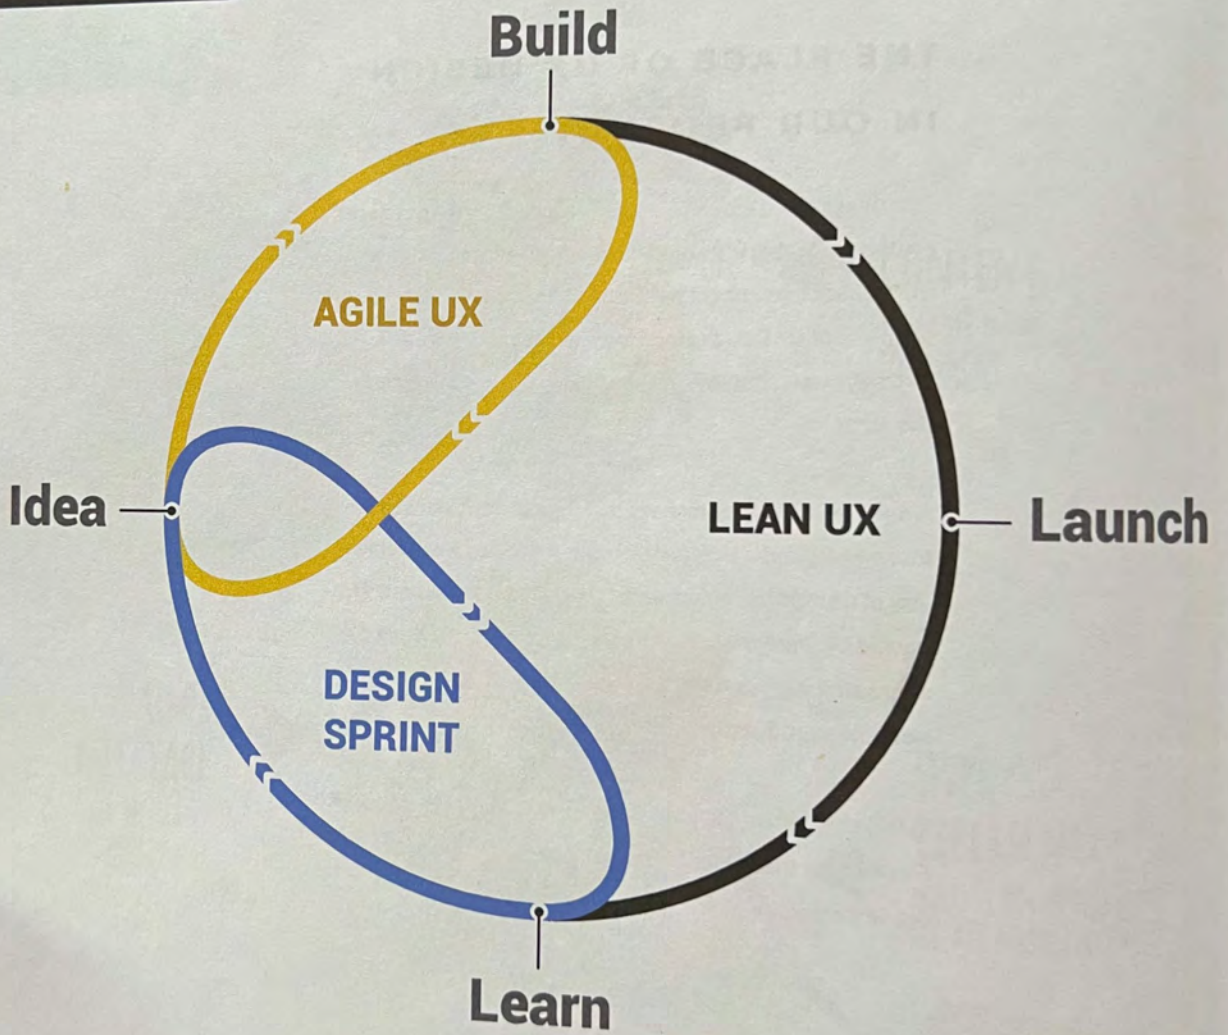 Build
AGILE UX
Idea
LEAN UX
Launch
DESIGN
SPRINT
Learn